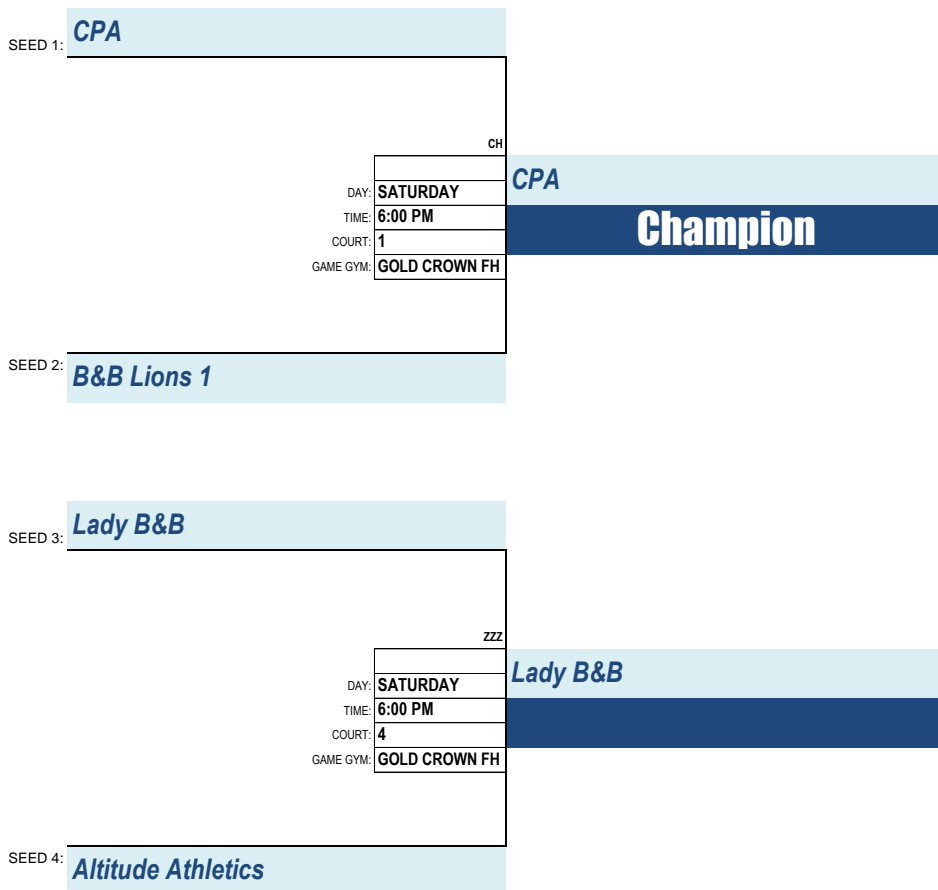 SEED 1: CPA
CH
CPA
DAY: SATURDAY
TIME: 6:00 PM
Champion
COURT: 1
GAME GYM: GOLD CROWN FH
SEED 2: B&B Lions 1
SEED 3: Lady B&B
ZZZ
Lady B&B
DAY: SATURDAY
TIME: 6:00 PM
COURT: 4
GAME GYM: GOLD CROWN FH
SEED 4: Altitude Athletics